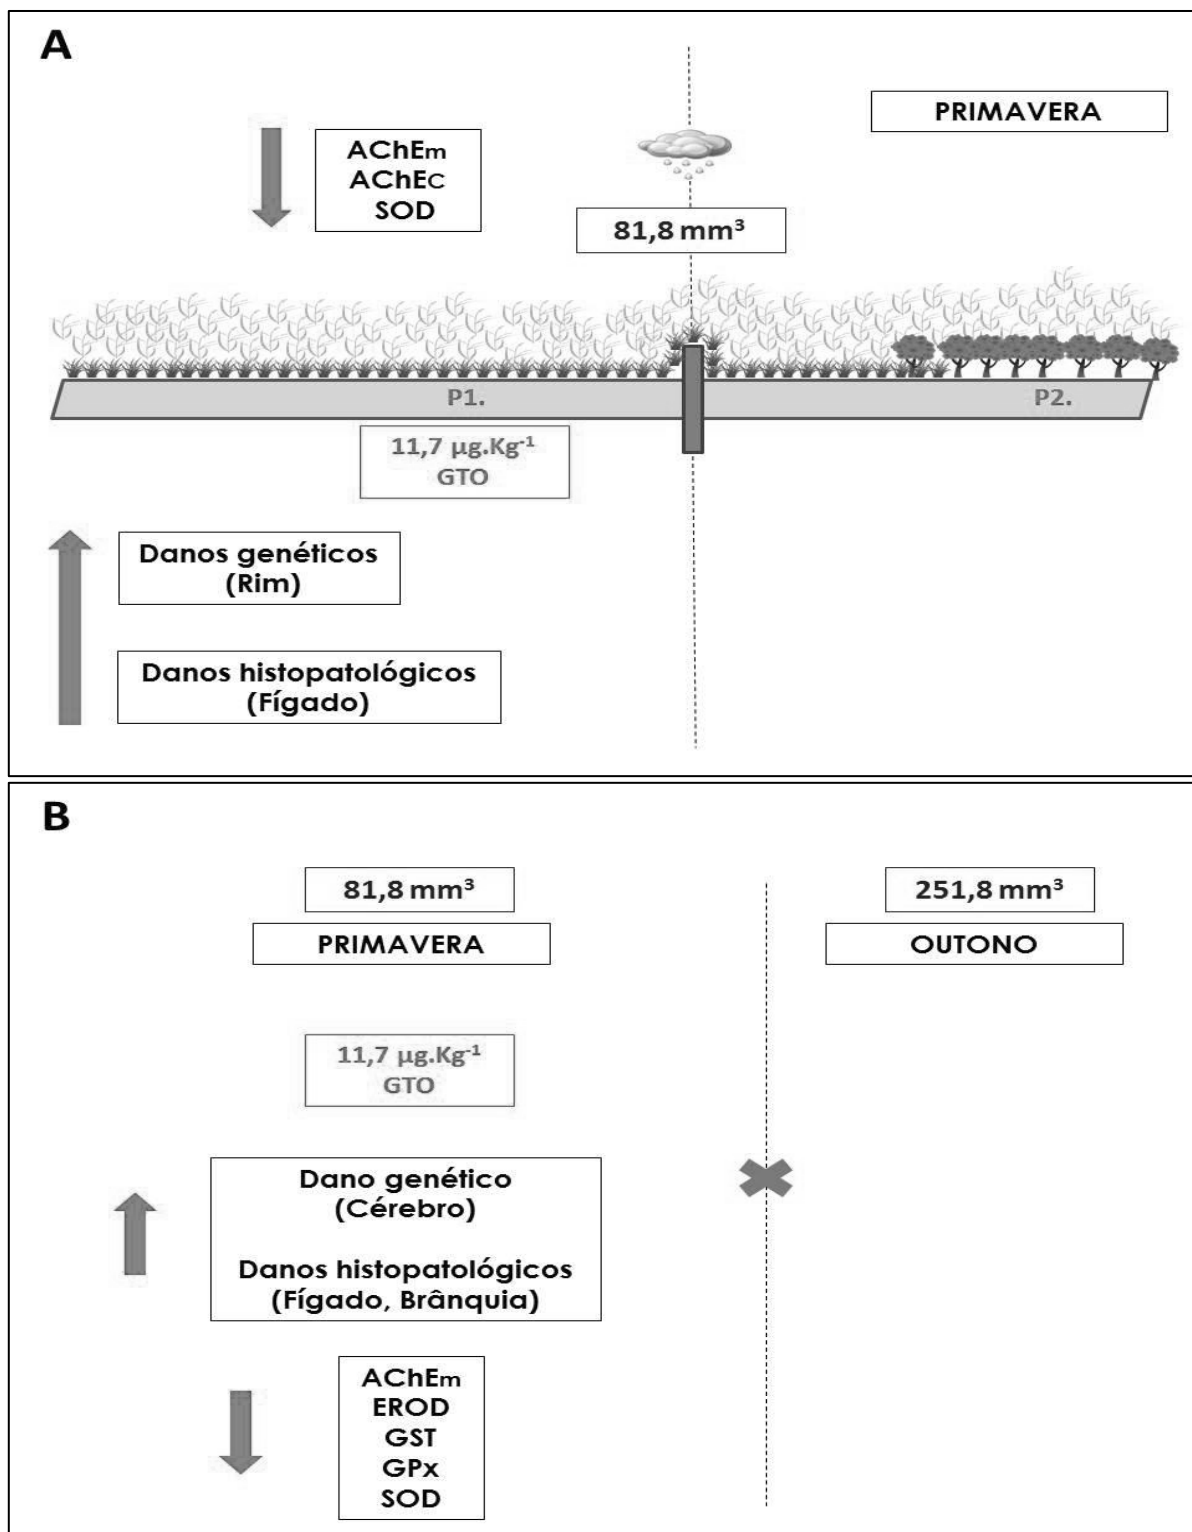 A
PRIMAVERA
AChEm
AChEC
SOD
81,8 mm³
P1.
P2.
11,7 µg.Kg⁻¹
GTO
Danos genéticos
(Rim)
Danos histopatológicos
(Fígado)
B
81,8 mm³
251,8 mm³
PRIMAVERA
OUTONO
11,7 µg.Kg⁻¹
GTO
Dano genético
(Cérebro)
Danos histopatológicos
(Fígado, Brânquia)
AChEm
EROD
GST
GPx
SOD